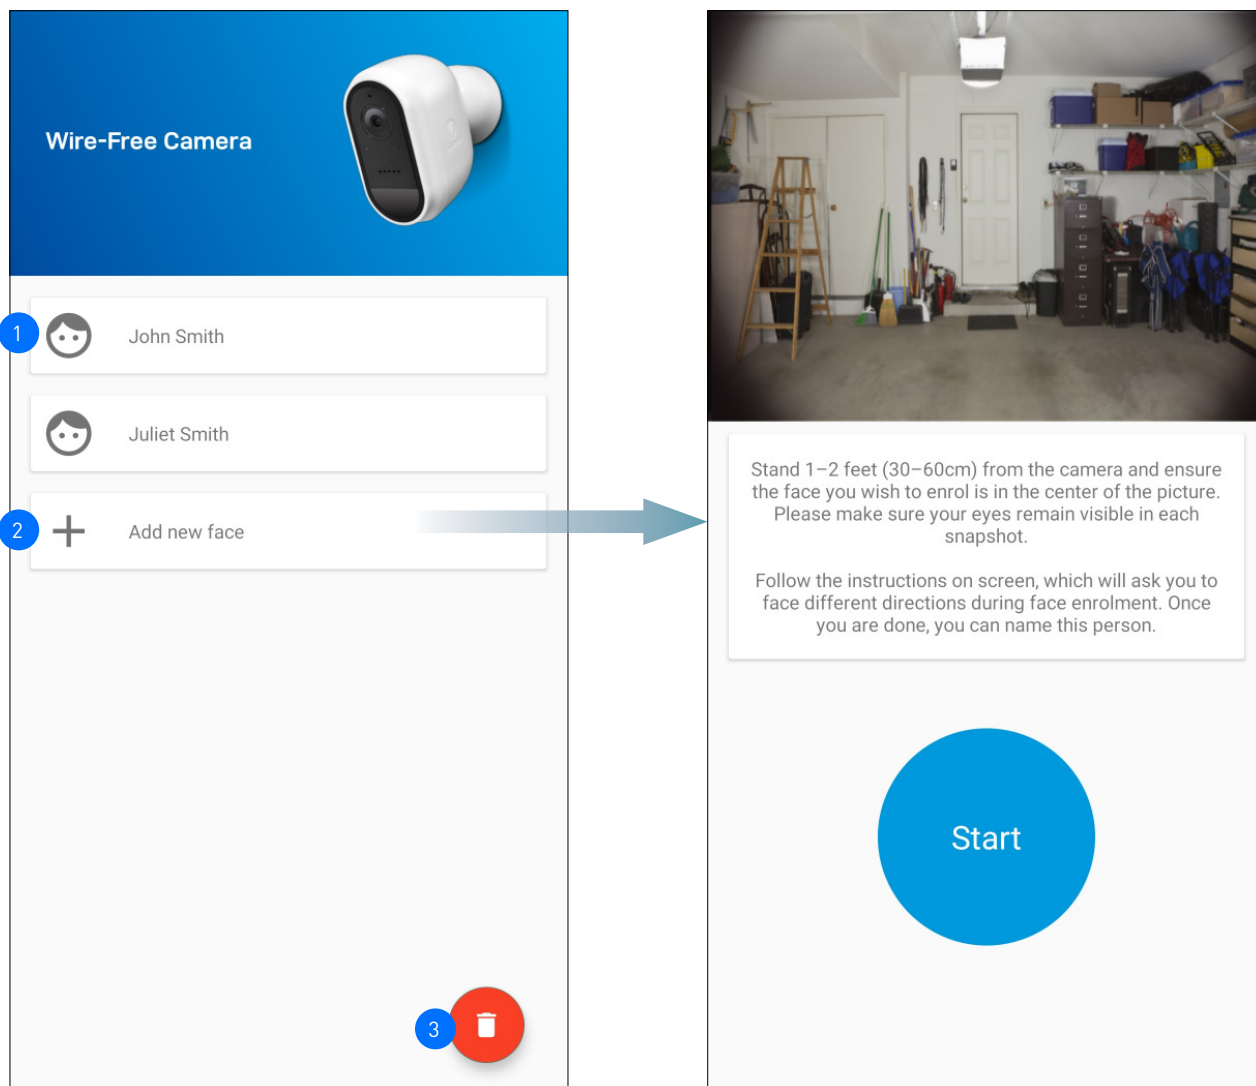 Wire-Free Camera
1
John Smith
Juliet Smith
2
Add new face
3
Stand 1–2 feet (30–60cm) from the camera and ensure
the face you wish to enrol is in the center of the picture.
Please make sure your eyes remain visible in each
snapshot.
Follow the instructions on screen, which will ask you to
face different directions during face enrolment. Once
you are done, you can name this person.
Start